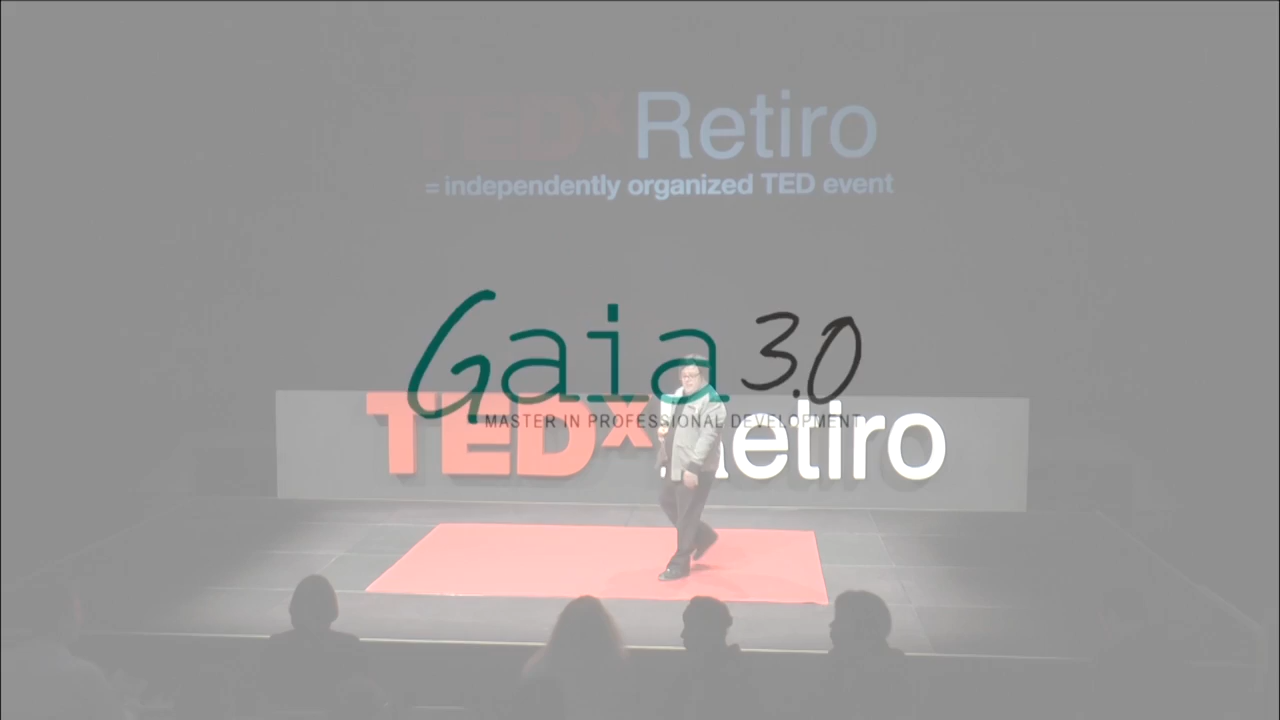 TEDx Retiro
=independently organized TED event
Gaia 3.0
MASTER IN PROFESSIONAL DEVELOPMENT
TEDx Retiro